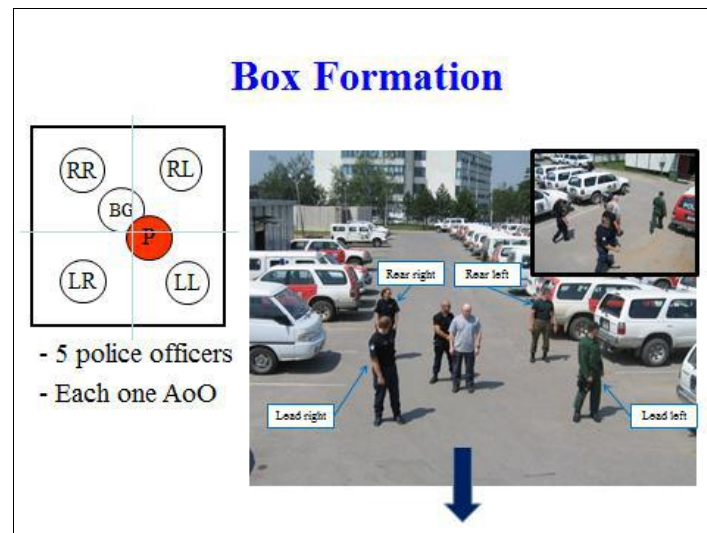 Box Formation
RR RL
BG
P
LR LL
- 5 police officers
- Each one AoO
Rear right Rear left
Lead right Lead left